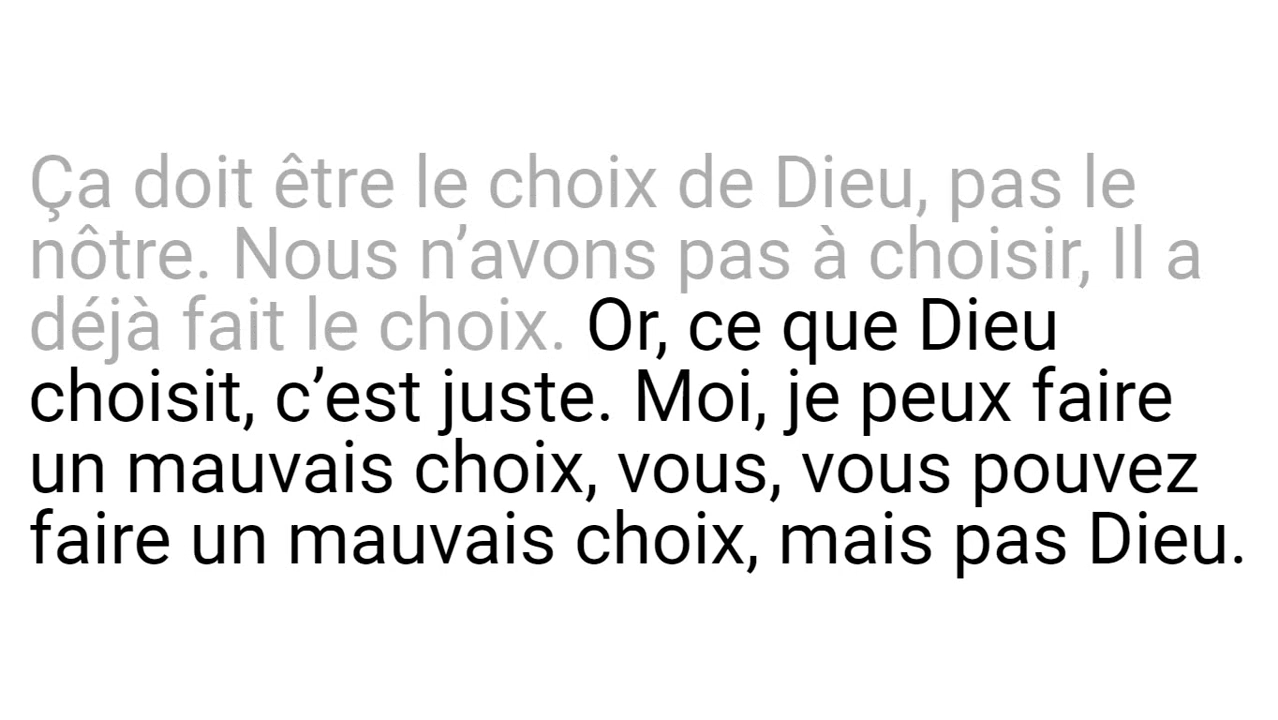 Ça doit être le choix de Dieu, pas le
nôtre. Nous n’avons pas à choisir, Il a
déjà fait le choix. Or, ce que Dieu
choisit, c’est juste. Moi, je peux faire
un mauvais choix, vous, vous pouvez
faire un mauvais choix, mais pas Dieu.